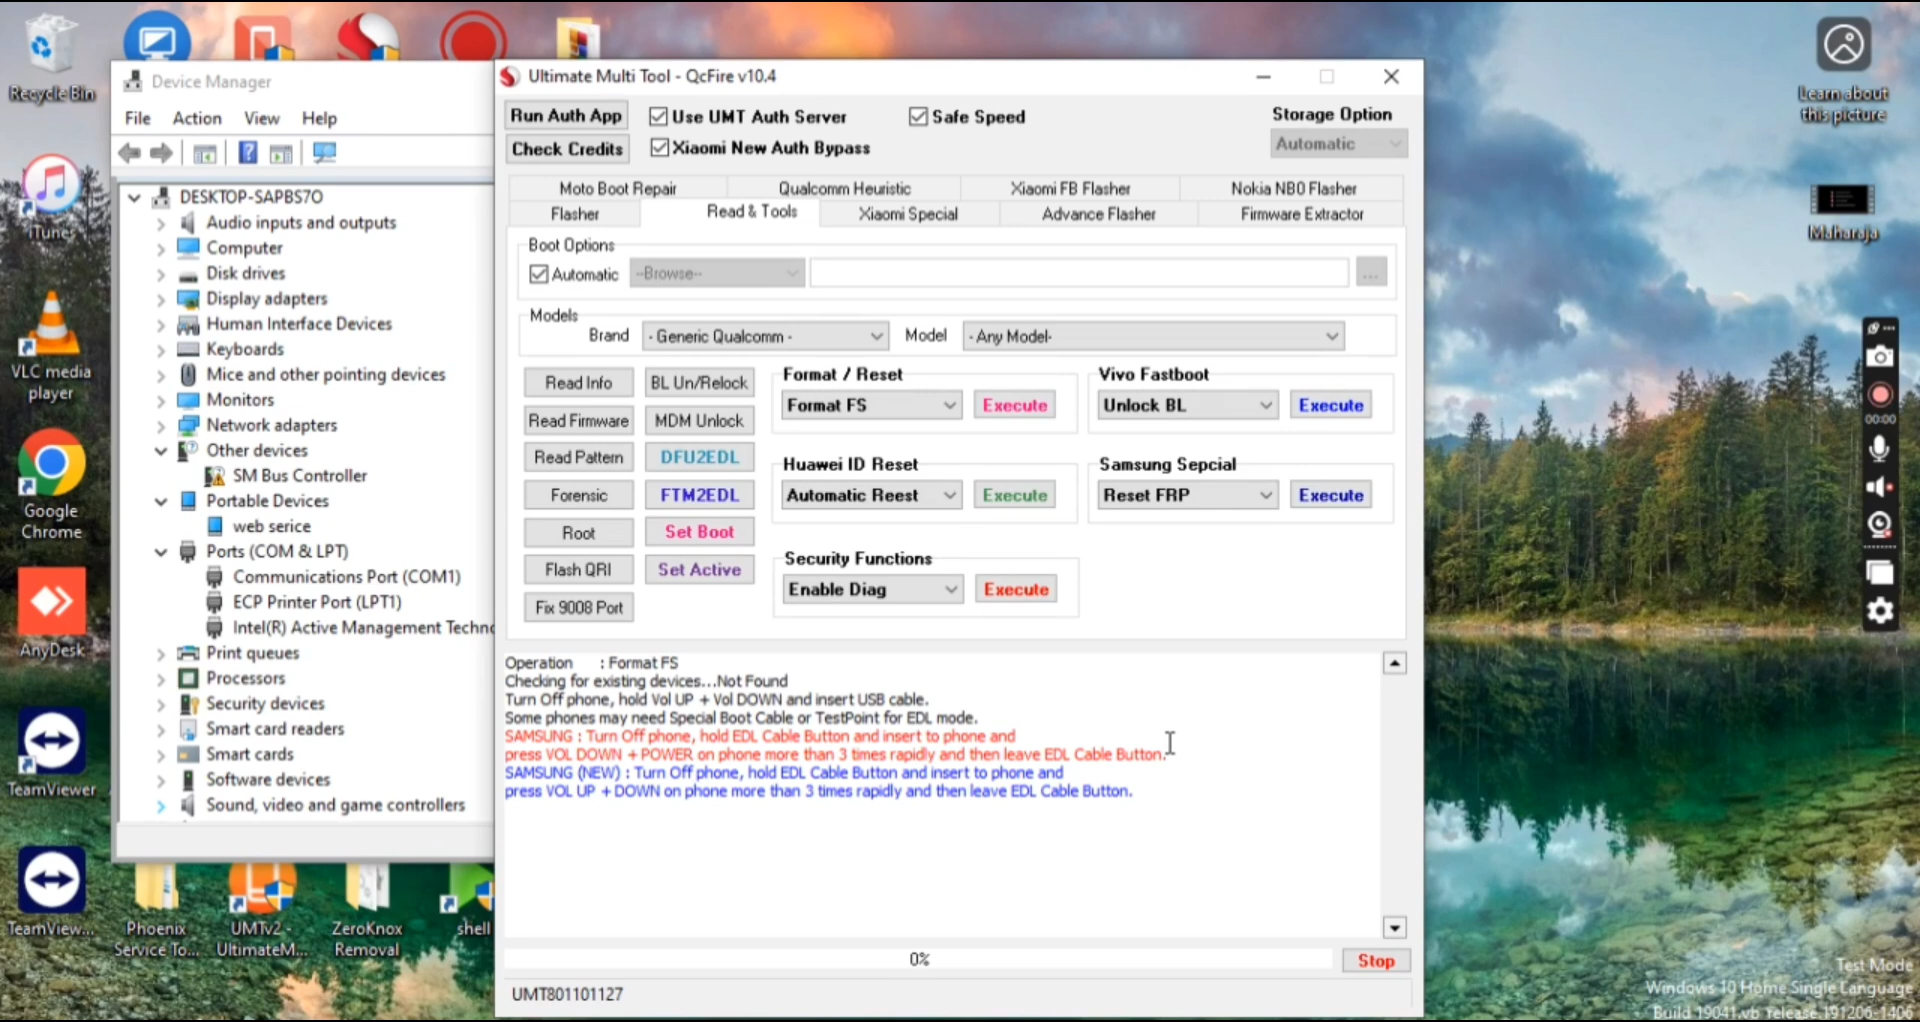 Recycle Bin
iTunes
VLC media
player
Google
Chrome
AnyDesk
TeamViewer
TeamView...
Phoenix
Service To...
UMTv2 -
UltimateM...
ZeroKnox
Removal
shell
Device Manager
File Action View Help
DESKTOP-SAPBS7O
Audio inputs and outputs
Computer
Disk drives
Display adapters
Human Interface Devices
Keyboards
Mice and other pointing devices
Monitors
Network adapters
Other devices
SM Bus Controller
Portable Devices
web serice
Ports (COM & LPT)
Communications Port (COM1)
ECP Printer Port (LPT1)
Intel(R) Active Management Techno
Print queues
Processors
Security devices
Smart card readers
Smart cards
Software devices
Sound, video and game controllers
Ultimate Multi Tool - QcFire v10.4
Run Auth App Use UMT Auth Server Safe Speed Storage Option
Check Credits Xiaomi New Auth Bypass Automatic
Moto Boot Repair Qualcomm Heuristic Xiaomi FB Flasher Nokia NB0 Flasher
Flasher Read & Tools Xiaomi Special Advance Flasher Firmware Extractor
Boot Options
Automatic --Browse-- ...
Models
Brand - Generic Qualcomm - Model - Any Model-
Read Info BL Un/Relock
Read Firmware MDM Unlock
Read Pattern DFU2EDL
Forensic FTM2EDL
Root Set Boot
Flash QRI Set Active
Fix 9008 Port
Format / Reset
Format FS Execute
Vivo Fastboot
Unlock BL Execute
Huawei ID Reset
Automatic Reest Execute
Samsung Sepcial
Reset FRP Execute
Security Functions
Enable Diag Execute
Operation : Format FS
Checking for existing devices...Not Found
Turn Off phone, hold Vol UP + Vol DOWN and insert USB cable.
Some phones may need Special Boot Cable or TestPoint for EDL mode.
SAMSUNG : Turn Off phone, hold EDL Cable Button and insert to phone and
press VOL DOWN + POWER on phone more than 3 times rapidly and then leave EDL Cable Button.
SAMSUNG (NEW) : Turn Off phone, hold EDL Cable Button and insert to phone and
press VOL UP + DOWN on phone more than 3 times rapidly and then leave EDL Cable Button.
0% Stop
UMT801101127
Learn about
this picture
Maharaja
00:00
Test Mode
Windows 10 Home Single Language
Build 19041.vb_release.191206-1406